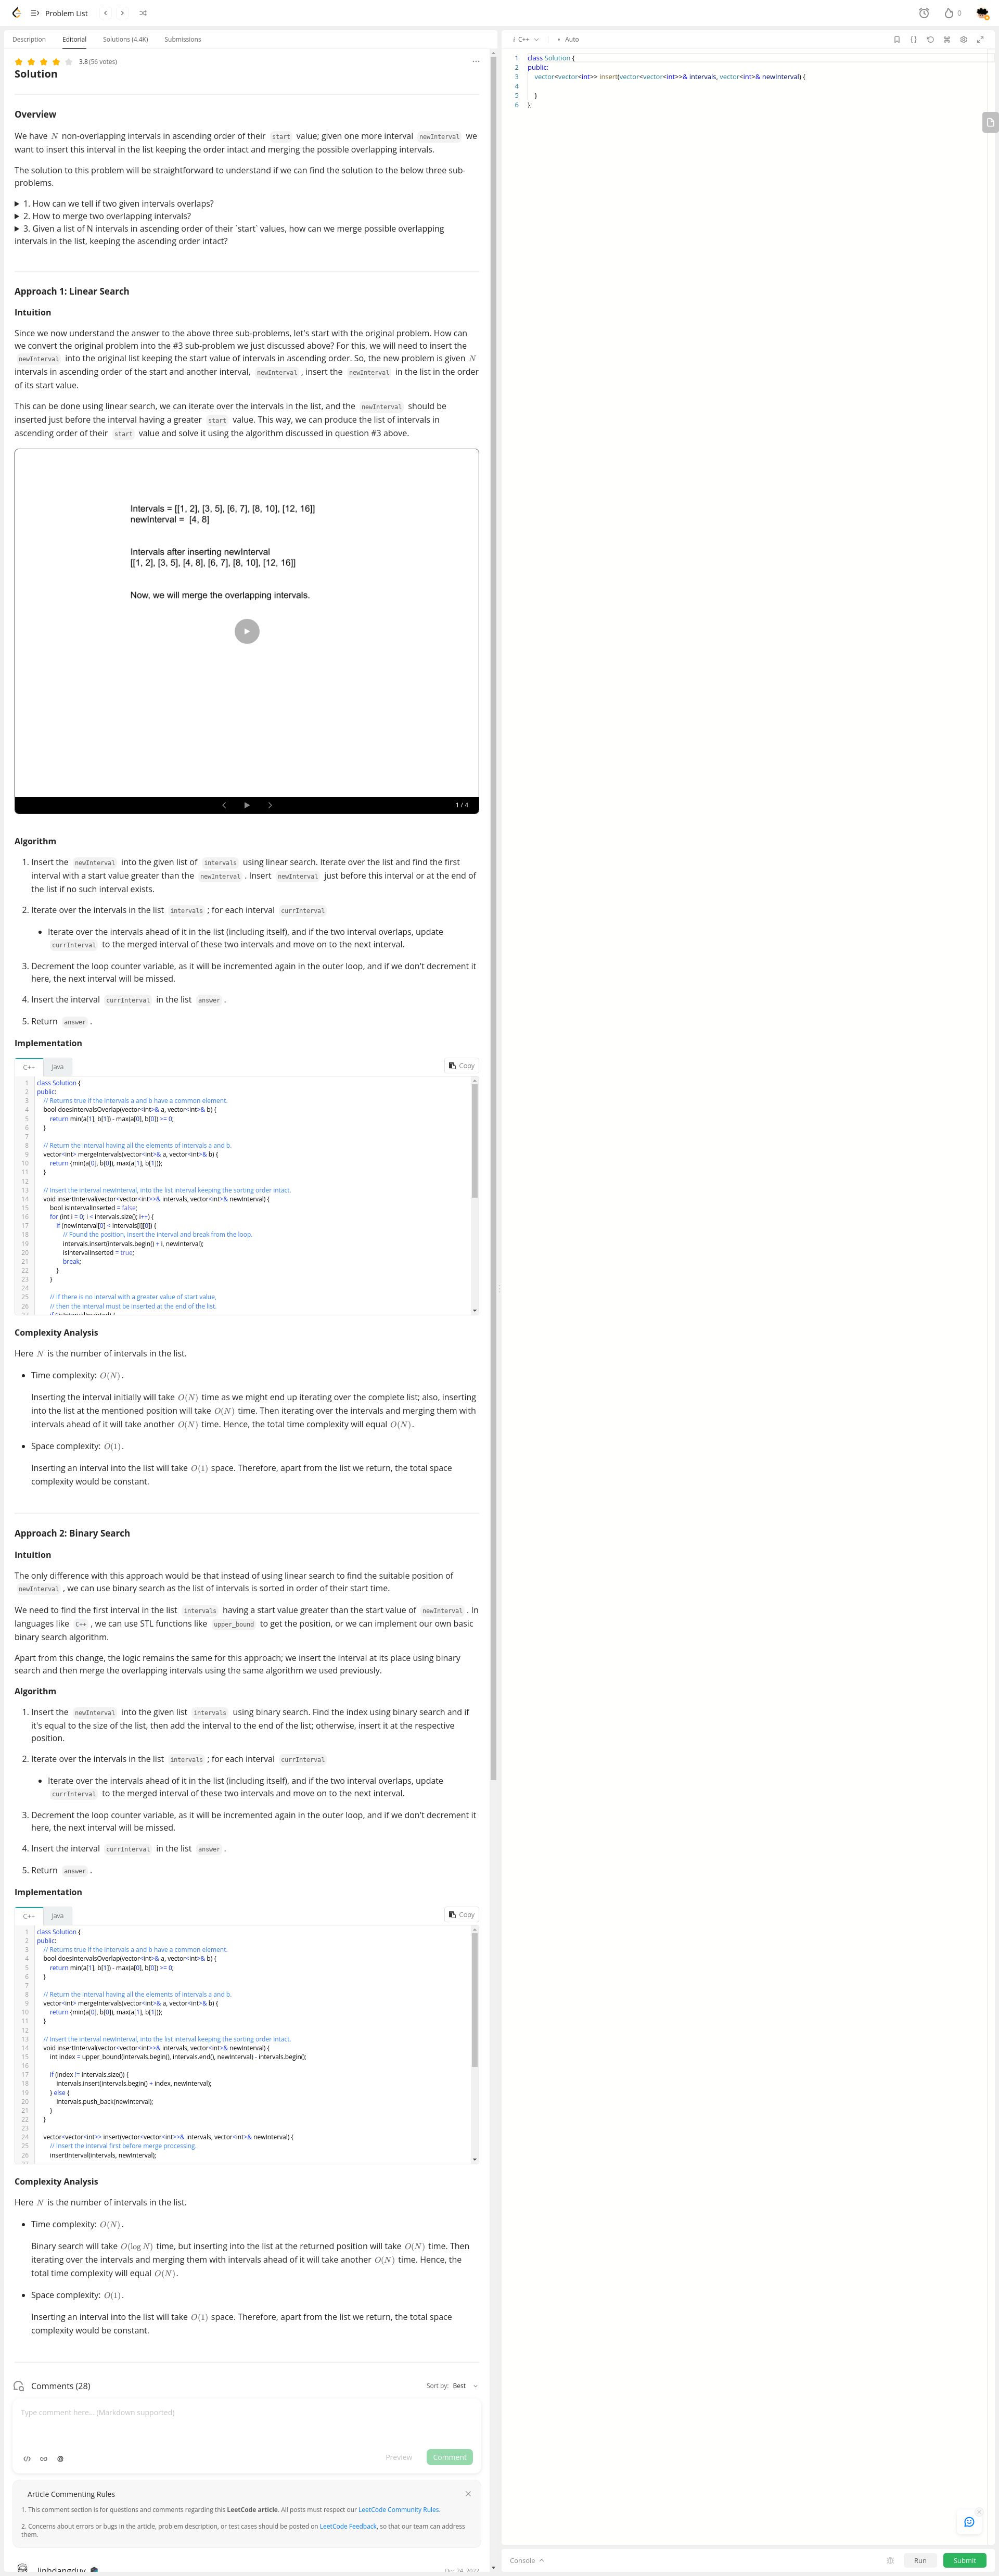 Problem List
0
Description
Editorial
Solutions (4.4K)
Submissions
3.8 (56 votes)
Solution
Overview
We have N non-overlapping intervals in ascending order of their start value; given one more interval newInterval we
want to insert this interval in the list keeping the order intact and merging the possible overlapping intervals.
The solution to this problem will be straightforward to understand if we can find the solution to the below three sub-
problems.
1. How can we tell if two given intervals overlaps?
2. How to merge two overlapping intervals?
3. Given a list of N intervals in ascending order of their `start` values, how can we merge possible overlapping
intervals in the list, keeping the ascending order intact?
Approach 1: Linear Search
Intuition
Since we now understand the answer to the above three sub-problems, let's start with the original problem. How can
we convert the original problem into the #3 sub-problem we just discussed above? For this, we will need to insert the
newInterval into the original list keeping the start value of intervals in ascending order. So, the new problem is given N
intervals in ascending order of the start and another interval, newInterval , insert the newInterval in the list in the order
of its start value.
This can be done using linear search, we can iterate over the intervals in the list, and the newInterval should be
inserted just before the interval having a greater start value. This way, we can produce the list of intervals in
ascending order of their start value and solve it using the algorithm discussed in question #3 above.
Intervals = [[1, 2], [3, 5], [6, 7], [8, 10], [12, 16]]
newInterval = [4, 8]
Intervals after inserting newInterval
[[1, 2], [3, 5], [4, 8], [6, 7], [8, 10], [12, 16]]
Now, we will merge the overlapping intervals.
1 / 4
Algorithm
1. Insert the newInterval into the given list of intervals using linear search. Iterate over the list and find the first
interval with a start value greater than the newInterval . Insert newInterval just before this interval or at the end of
the list if no such interval exists.
2. Iterate over the intervals in the list intervals ; for each interval currInterval
• Iterate over the intervals ahead of it in the list (including itself), and if the two interval overlaps, update
currInterval to the merged interval of these two intervals and move on to the next interval.
3. Decrement the loop counter variable, as it will be incremented again in the outer loop, and if we don't decrement it
here, the next interval will be missed.
4. Insert the interval currInterval in the list answer .
5. Return answer .
Implementation
C++
Java
Copy
1 class Solution {
2 public:
3 // Returns true if the intervals a and b have a common element.
4 bool doesIntervalsOverlap(vector<int>& a, vector<int>& b) {
5 return min(a[1], b[1]) - max(a[0], b[0]) >= 0;
6 }
7
8 // Return the interval having all the elements of intervals a and b.
9 vector<int> mergeIntervals(vector<int>& a, vector<int>& b) {
10 return {min(a[0], b[0]), max(a[1], b[1])};
11 }
12
13 // Insert the interval newInterval, into the list interval keeping the sorting order intact.
14 void insertInterval(vector<vector<int>>& intervals, vector<int>& newInterval) {
15 bool isIntervalInserted = false;
16 for (int i = 0; i < intervals.size(); i++) {
17 if (newInterval[0] < intervals[i][0]) {
18 // Found the position, insert the interval and break from the loop.
19 intervals.insert(intervals.begin() + i, newInterval);
20 isIntervalInserted = true;
21 break;
22 }
23 }
24
25 // If there is no interval with a greater value of start value,
26 // then the interval must be inserted at the end of the list.
Complexity Analysis
Here N is the number of intervals in the list.
• Time complexity: O(N).
Inserting the interval initially will take O(N) time as we might end up iterating over the complete list; also, inserting
into the list at the mentioned position will take O(N) time. Then iterating over the intervals and merging them with
intervals ahead of it will take another O(N) time. Hence, the total time complexity will equal O(N).
• Space complexity: O(1).
Inserting an interval into the list will take O(1) space. Therefore, apart from the list we return, the total space
complexity would be constant.
Approach 2: Binary Search
Intuition
The only difference with this approach would be that instead of using linear search to find the suitable position of
newInterval , we can use binary search as the list of intervals is sorted in order of their start time.
We need to find the first interval in the list intervals having a start value greater than the start value of newInterval . In
languages like C++ , we can use STL functions like upper_bound to get the position, or we can implement our own basic
binary search algorithm.
Apart from this change, the logic remains the same for this approach; we insert the interval at its place using binary
search and then merge the overlapping intervals using the same algorithm we used previously.
Algorithm
1. Insert the newInterval into the given list intervals using binary search. Find the index using binary search and if
it's equal to the size of the list, then add the interval to the end of the list; otherwise, insert it at the respective
position.
2. Iterate over the intervals in the list intervals ; for each interval currInterval
• Iterate over the intervals ahead of it in the list (including itself), and if the two interval overlaps, update
currInterval to the merged interval of these two intervals and move on to the next interval.
3. Decrement the loop counter variable, as it will be incremented again in the outer loop, and if we don't decrement it
here, the next interval will be missed.
4. Insert the interval currInterval in the list answer .
5. Return answer .
Implementation
C++
Java
Copy
1 class Solution {
2 public:
3 // Returns true if the intervals a and b have a common element.
4 bool doesIntervalsOverlap(vector<int>& a, vector<int>& b) {
5 return min(a[1], b[1]) - max(a[0], b[0]) >= 0;
6 }
7
8 // Return the interval having all the elements of intervals a and b.
9 vector<int> mergeIntervals(vector<int>& a, vector<int>& b) {
10 return {min(a[0], b[0]), max(a[1], b[1])};
11 }
12
13 // Insert the interval newInterval, into the list interval keeping the sorting order intact.
14 void insertInterval(vector<vector<int>>& intervals, vector<int>& newInterval) {
15 int index = upper_bound(intervals.begin(), intervals.end(), newInterval) - intervals.begin();
16
17 if (index != intervals.size()) {
18 intervals.insert(intervals.begin() + index, newInterval);
19 } else {
20 intervals.push_back(newInterval);
21 }
22 }
23
24 vector<vector<int>> insert(vector<vector<int>>& intervals, vector<int>& newInterval) {
25 // Insert the interval first before merge processing.
26 insertInterval(intervals, newInterval);
Complexity Analysis
Here N is the number of intervals in the list.
• Time complexity: O(N).
Binary search will take O(log N) time, but inserting into the list at the returned position will take O(N) time. Then
iterating over the intervals and merging them with intervals ahead of it will take another O(N) time. Hence, the
total time complexity will equal O(N).
• Space complexity: O(1).
Inserting an interval into the list will take O(1) space. Therefore, apart from the list we return, the total space
complexity would be constant.
Comments (28)
Sort by: Best
Type comment here... (Markdown supported)
Preview
Comment
Article Commenting Rules
1. This comment section is for questions and comments regarding this LeetCode article. All posts must respect our LeetCode Community Rules.
2. Concerns about errors or bugs in the article, problem description, or test cases should be posted on LeetCode Feedback, so that our team can address
them.
linhdangduy
Dec 24, 2022
i C++
• Auto
1 class Solution {
2 public:
3 vector<vector<int>> insert(vector<vector<int>>& intervals, vector<int>& newInterval) {
4
5 }
6 };
Console
Run
Submit